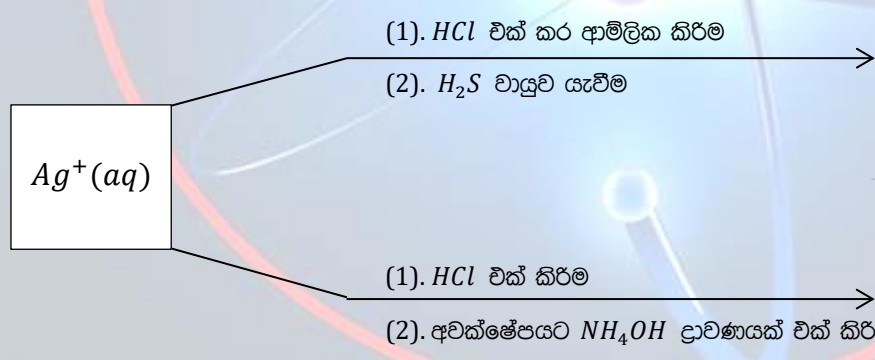 (1). HCl එක් කර ආම්ලික කිරිම
(2). H₂S වායුව යැවීම
Ag⁺(aq)
(1). HCl එක් කිරිම
(2). අවක්ෂේපයට NH₄OH ද්‍රාවණයක් එක් කිරි